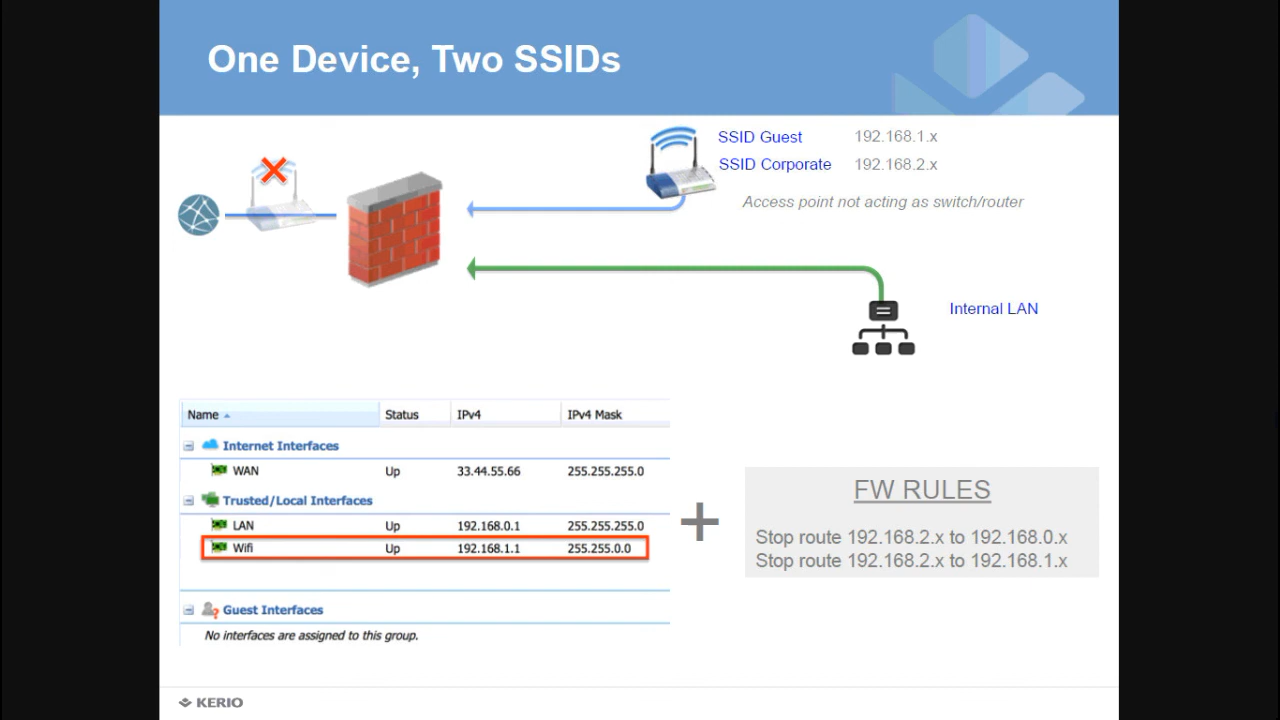 One Device, Two SSIDs
SSID Guest 192.168.1.x
SSID Corporate 192.168.2.x
Access point not acting as switch/router
Internal LAN
Name Status IPv4 IPv4 Mask
Internet Interfaces
WAN Up 33.44.55.66 255.255.255.0
Trusted/Local Interfaces
LAN Up 192.168.0.1 255.255.255.0
Wifi Up 192.168.1.1 255.255.0.0
Guest Interfaces
No interfaces are assigned to this group.
+
FW RULES
Stop route 192.168.2.x to 192.168.0.x
Stop route 192.168.2.x to 192.168.1.x
KERIO